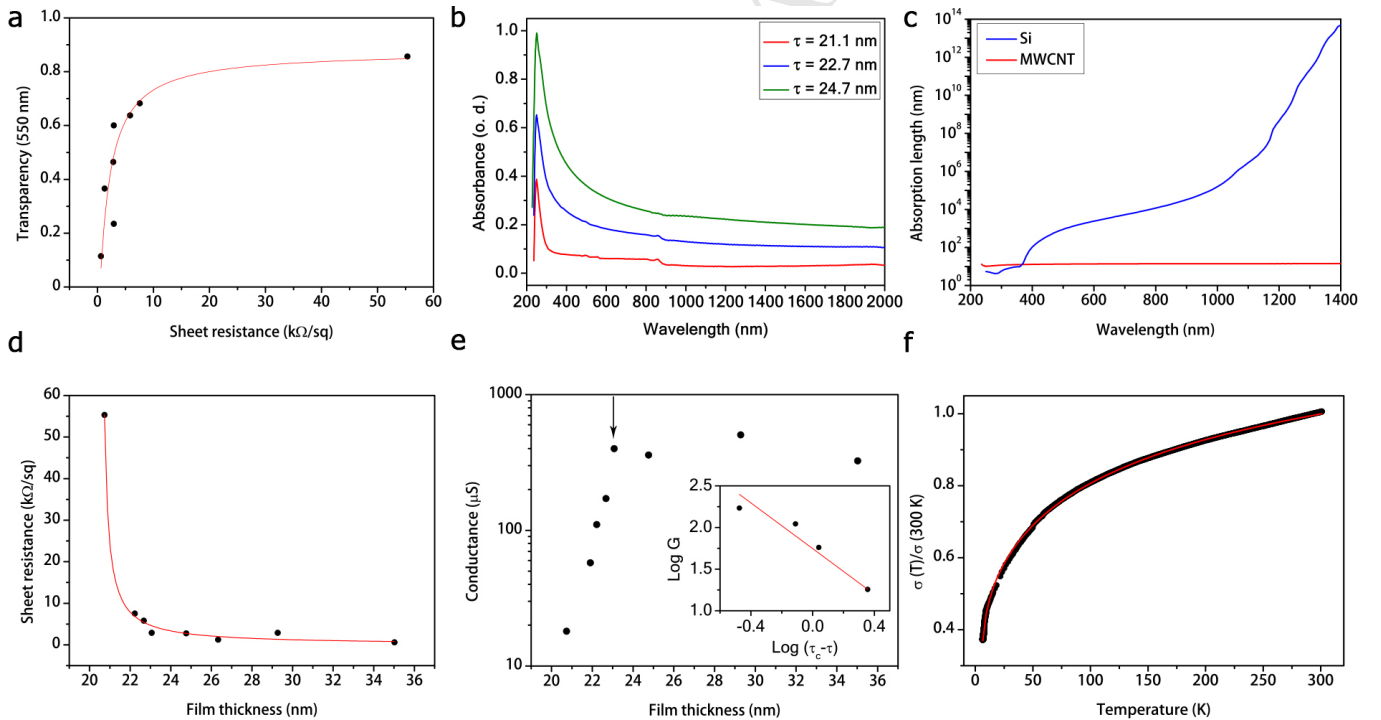 a
Transparency (550 nm)
1.0
0.8
0.6
0.4
0.2
0.0
0 10 20 30 40 50 60
Sheet resistance (kΩ/sq)
b
Absorbance (o. d.)
1.0
0.8
0.6
0.4
0.2
0.0
τ = 21.1 nm
τ = 22.7 nm
τ = 24.7 nm
200 400 600 800 1000 1200 1400 1600 1800 2000
Wavelength (nm)
c
Absorption length (nm)
10^14
10^12
10^10
10^8
10^6
10^4
10^2
10^0
Si
MWCNT
200 400 600 800 1000 1200 1400
Wavelength (nm)
d
Sheet resistance (kΩ/sq)
60
50
40
30
20
10
0
20 22 24 26 28 30 32 34 36
Film thickness (nm)
e
Conductance (μS)
1000
100
10
Log G
2.5
2.0
1.5
1.0
-0.4 0.0 0.4
Log (τc-τ)
20 22 24 26 28 30 32 34 36
Film thickness (nm)
f
σ (T)/σ (300 K)
1.0
0.8
0.6
0.4
0 50 100 150 200 250 300
Temperature (K)